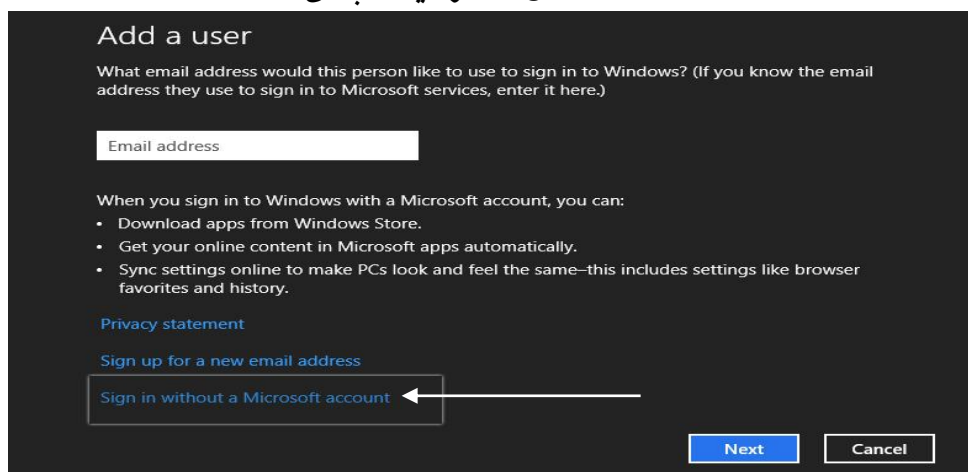 Add a user
What email address would this person like to use to sign in to Windows? (If you know the email
address they use to sign in to Microsoft services, enter it here.)
Email address
When you sign in to Windows with a Microsoft account, you can:
• Download apps from Windows Store.
• Get your online content in Microsoft apps automatically.
• Sync settings online to make PCs look and feel the same–this includes settings like browser
favorites and history.
Privacy statement
Sign up for a new email address
Sign in without a Microsoft account
Next Cancel